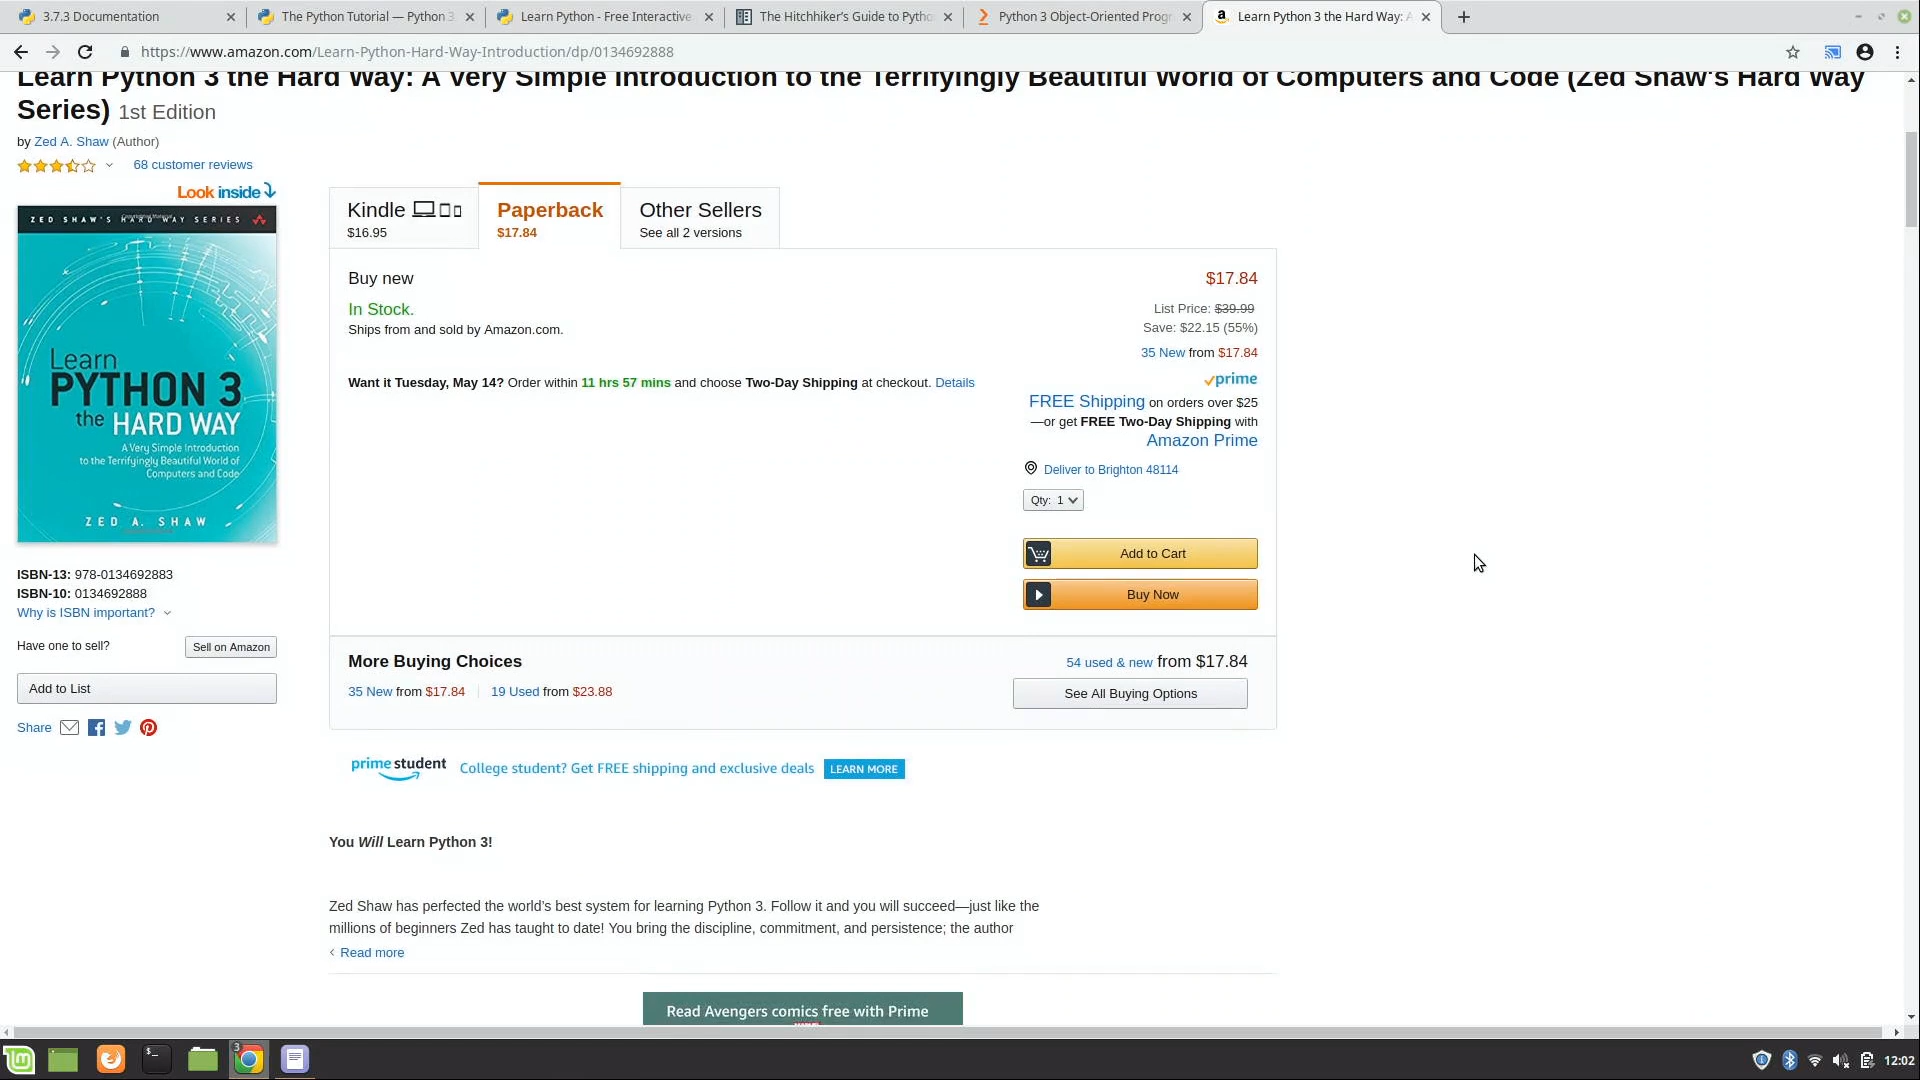 3.7.3 Documentation
The Python Tutorial — Python 3.
Learn Python - Free Interactive
The Hitchhiker's Guide to Pytho
Python 3 Object-Oriented Progr
Learn Python 3 the Hard Way: A
https://www.amazon.com/Learn-Python-Hard-Way-Introduction/dp/0134692888
Learn Python 3 the Hard Way: A Very Simple Introduction to the Terrifyingly Beautiful World of Computers and Code (Zed Shaw's Hard Way
Series) 1st Edition
by Zed A. Shaw (Author)
68 customer reviews
Look inside
ZED SHAW'S HARD WAY SERIES
Learn
PYTHON 3
the HARD WAY
A Very Simple Introduction
to the Terrifyingly Beautiful World of
Computers and Code
ZED A. SHAW
ISBN-13: 978-0134692883
ISBN-10: 0134692888
Why is ISBN important?
Have one to sell?
Sell on Amazon
Add to List
Share
Kindle
$16.95
Paperback
$17.84
Other Sellers
See all 2 versions
Buy new
$17.84
In Stock.
Ships from and sold by Amazon.com.
List Price: $39.99
Save: $22.15 (55%)
35 New from $17.84
Want it Tuesday, May 14? Order within 11 hrs 57 mins and choose Two-Day Shipping at checkout. Details
prime
FREE Shipping on orders over $25
—or get FREE Two-Day Shipping with
Amazon Prime
Deliver to Brighton 48114
Qty: 1
Add to Cart
Buy Now
More Buying Choices
54 used & new from $17.84
35 New from $17.84
19 Used from $23.88
See All Buying Options
prime student
College student? Get FREE shipping and exclusive deals
LEARN MORE
You Will Learn Python 3!
Zed Shaw has perfected the world's best system for learning Python 3. Follow it and you will succeed—just like the
millions of beginners Zed has taught to date! You bring the discipline, commitment, and persistence; the author
Read more
Read Avengers comics free with Prime
3
12:02